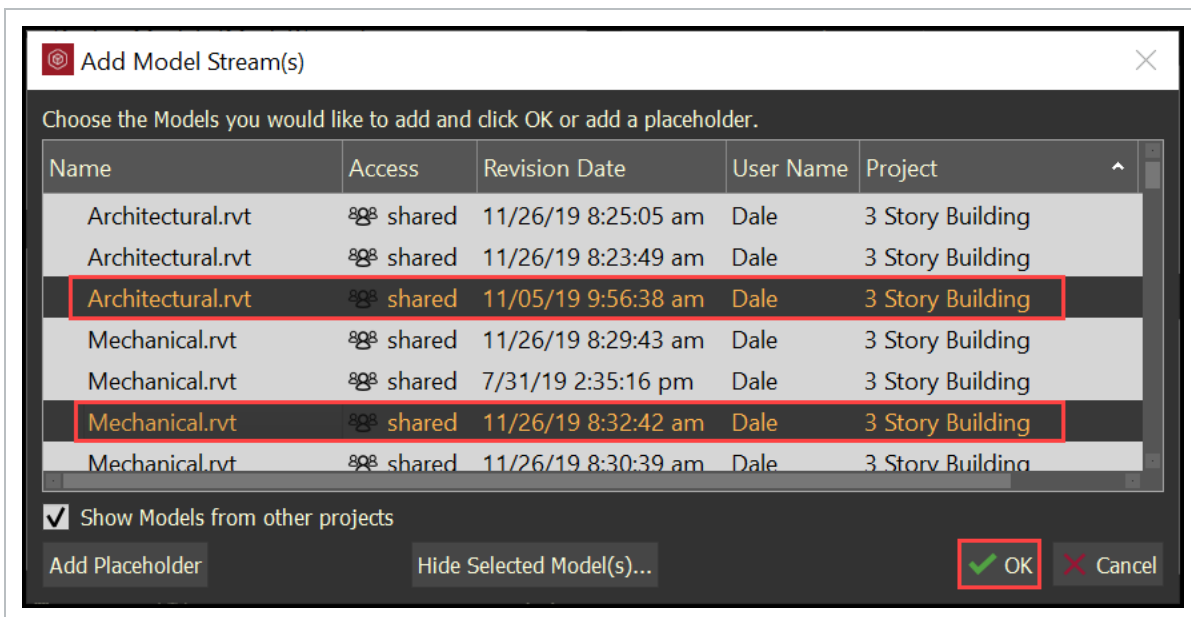 Add Model Stream(s)
Choose the Models you would like to add and click OK or add a placeholder.
Name Access Revision Date User Name Project
Architectural.rvt shared 11/26/19 8:25:05 am Dale 3 Story Building
Architectural.rvt shared 11/26/19 8:23:49 am Dale 3 Story Building
Architectural.rvt shared 11/05/19 9:56:38 am Dale 3 Story Building
Mechanical.rvt shared 11/26/19 8:29:43 am Dale 3 Story Building
Mechanical.rvt shared 7/31/19 2:35:16 pm Dale 3 Story Building
Mechanical.rvt shared 11/26/19 8:32:42 am Dale 3 Story Building
Mechanical.rvt shared 11/26/19 8:30:39 am Dale 3 Story Building
Show Models from other projects
Add Placeholder Hide Selected Model(s)... OK Cancel